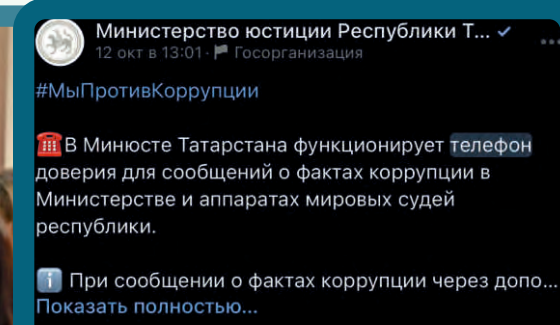 Министерство юстиции Республики Т...
12 окт в 13:01 · Госорганизация
#МыПротивКоррупции
В Минюсте Татарстана функционирует телефон
доверия для сообщений о фактах коррупции в
Министерстве и аппаратах мировых судей
республики.
При сообщении о фактах коррупции через допо...
Показать полностью...